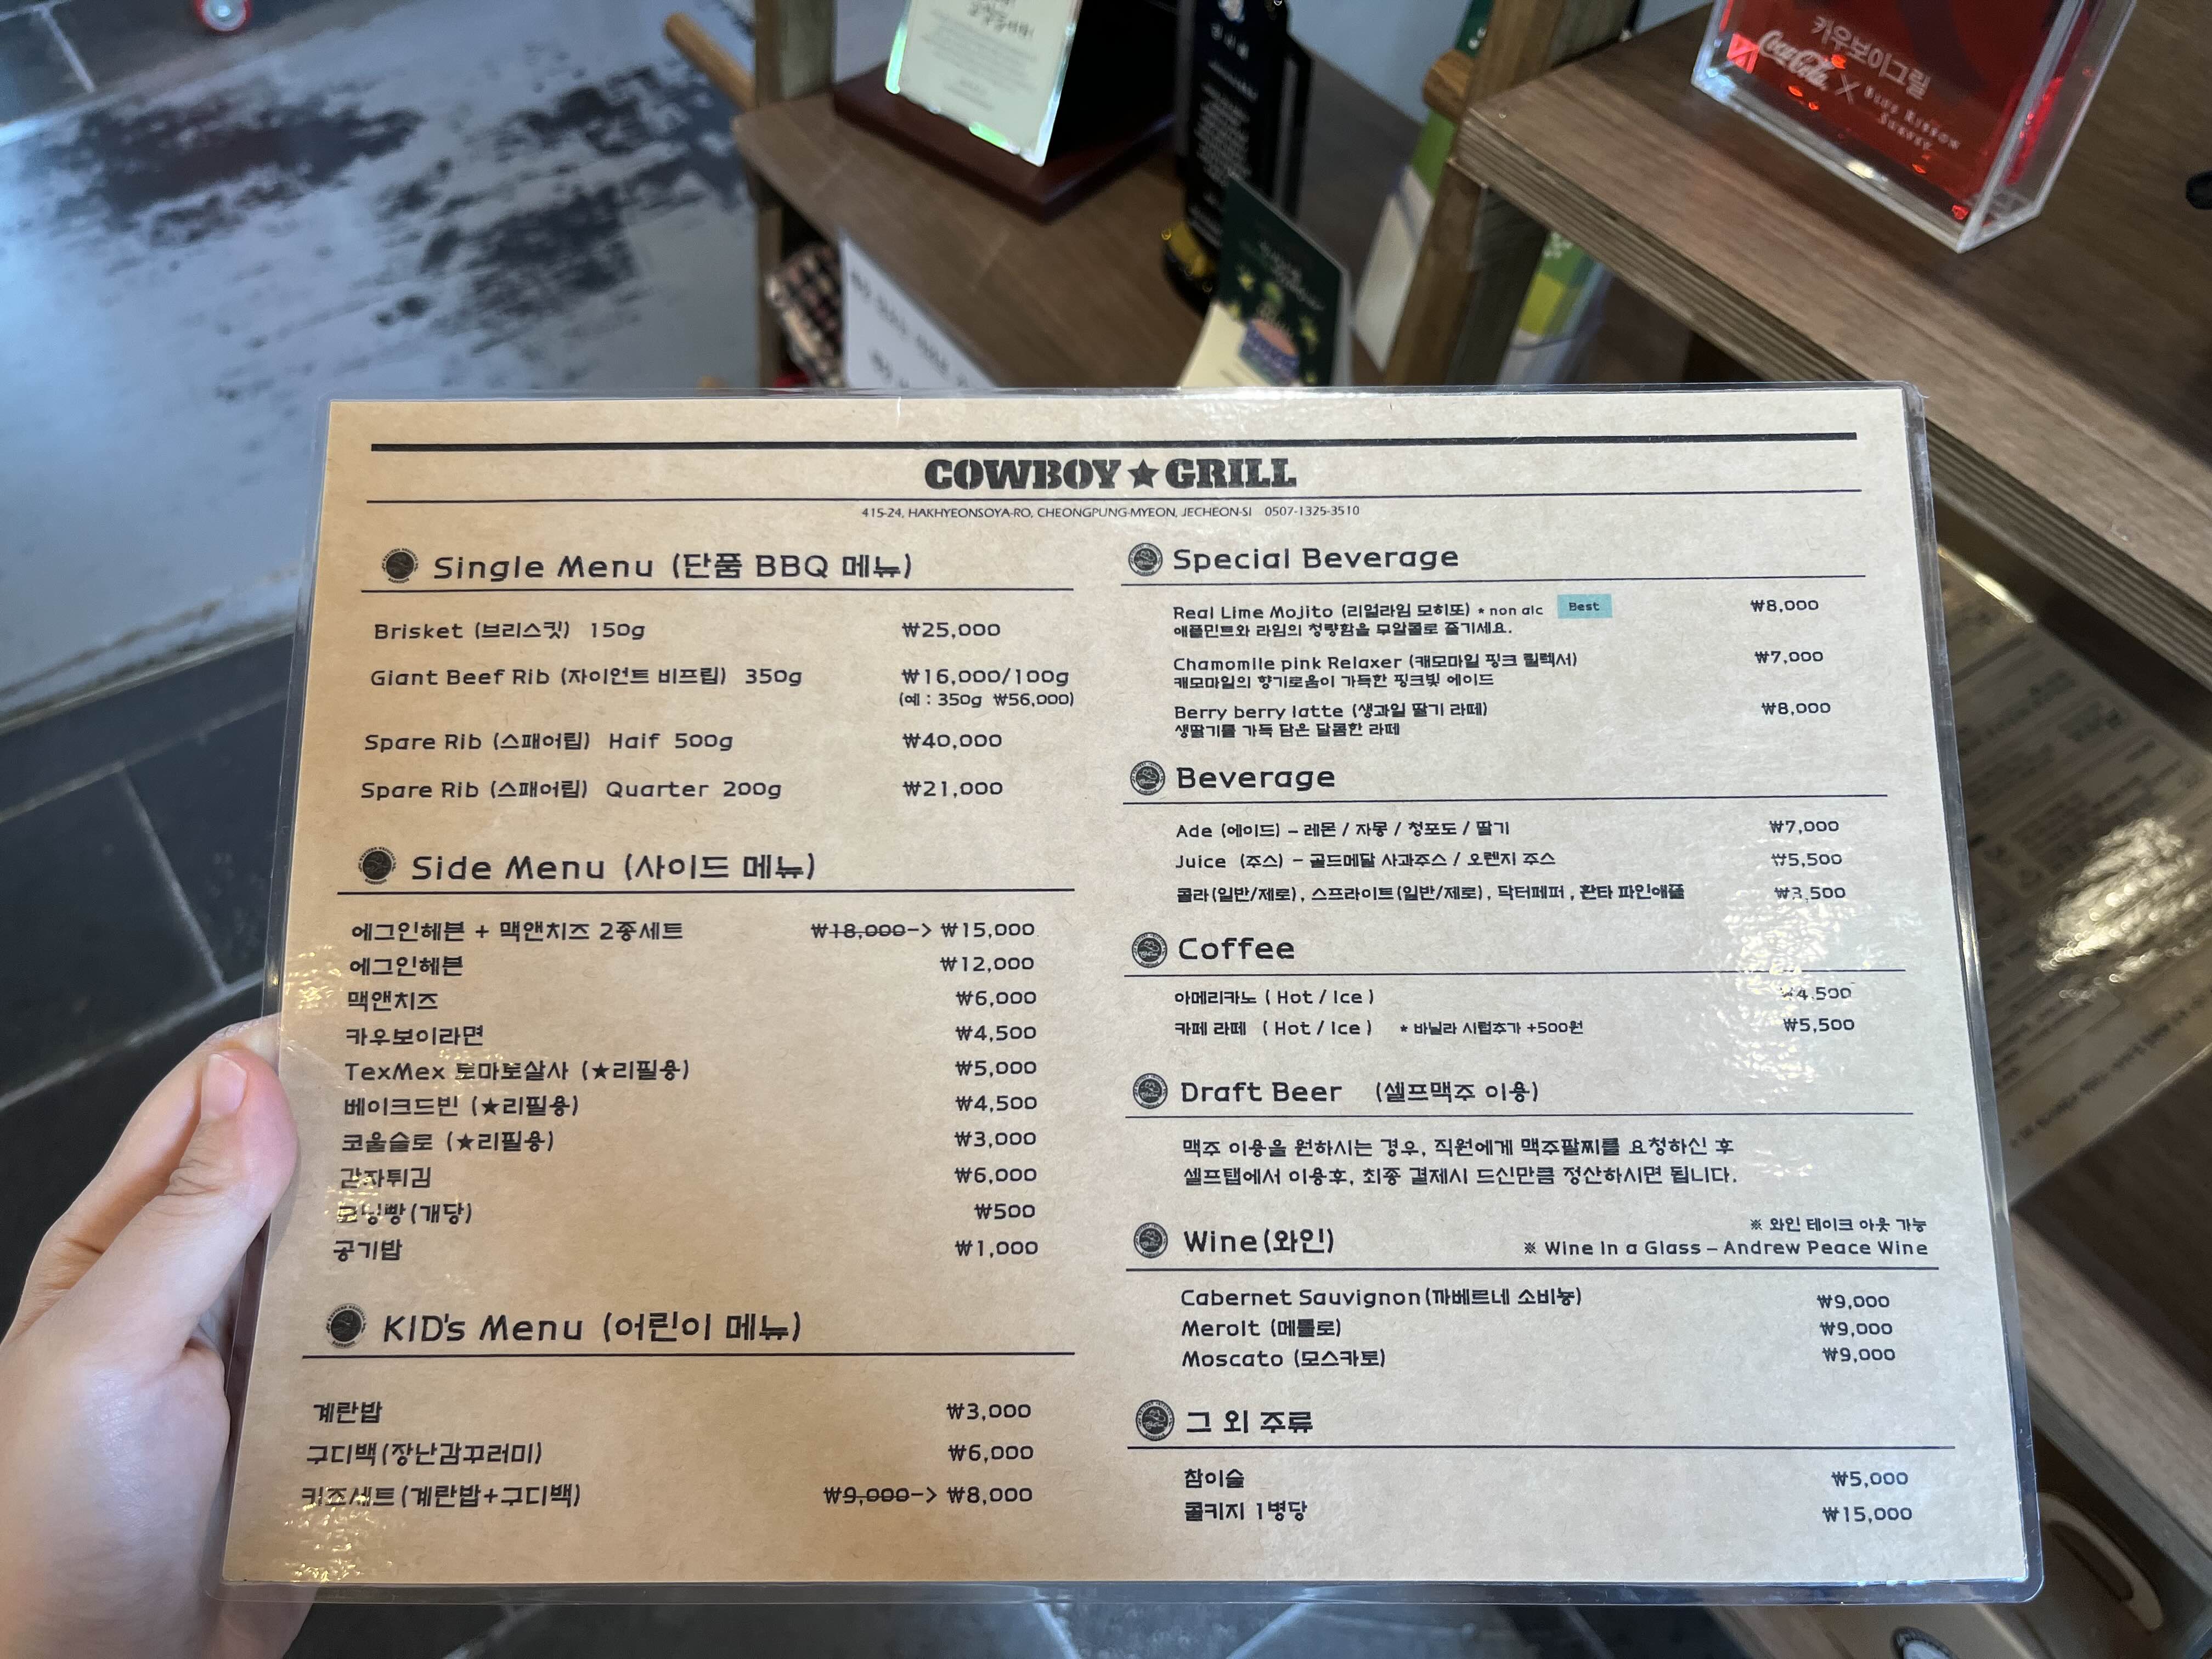 카우보이그릴
Coca-Cola × BLUE RIBBON
SURVEY
COWBOY★GRILL
415-24, HAKHYEONSOYA-RO, CHEONGPUNG-MYEON, JECHEON-SI 0507-1325-3510
Single Menu (단품 BBQ 메뉴)
Brisket (브리스킷) 150g ₩25,000
Giant Beef Rib (자이언트 비프립) 350g ₩16,000/100g
(예 : 350g ₩56,000)
Spare Rib (스패어립) Half 500g ₩40,000
Spare Rib (스패어립) Quarter 200g ₩21,000
Side Menu (사이드 메뉴)
에그인헤븐 + 맥앤치즈 2종세트 ₩18,000-> ₩15,000
에그인헤븐 ₩12,000
맥앤치즈 ₩6,000
카우보이라면 ₩4,500
TexMex 토마토살사 (★리필용) ₩5,000
베이크드빈 (★리필용) ₩4,500
코울슬로 (★리필용) ₩3,000
감자튀김 ₩6,000
모닝빵(개당) ₩500
공기밥 ₩1,000
KID's Menu (어린이 메뉴)
계란밥 ₩3,000
구디백(장난감꾸러미) ₩6,000
키즈세트(계란밥+구디백) ₩9,000-> ₩8,000
Special Beverage
Real Lime Mojito (리얼라임 모히또) * non alc Best ₩8,000
애플민트와 라임의 청량함을 무알콜로 즐기세요.
Chamomile pink Relaxer (캐모마일 핑크 릴렉서) ₩7,000
캐모마일의 향기로움이 가득한 핑크빛 에이드
Berry berry latte (생과일 딸기 라떼) ₩8,000
생딸기를 가득 담은 달콤한 라떼
Beverage
Ade (에이드) - 레몬 / 자몽 / 청포도 / 딸기 ₩7,000
Juice (주스) - 골드메달 사과주스 / 오렌지 주스 ₩5,500
콜라(일반/제로), 스프라이트(일반/제로), 닥터페퍼, 환타 파인애플 ₩3,500
Coffee
아메리카노 ( Hot / Ice ) ₩4,500
카페 라떼 ( Hot / Ice ) * 바닐라 시럽추가 +500원 ₩5,500
Draft Beer (셀프맥주 이용)
맥주 이용을 원하시는 경우, 직원에게 맥주팔찌를 요청하신 후
셀프탭에서 이용후, 최종 결제시 드신만큼 정산하시면 됩니다.
Wine(와인)
※ 와인 테이크 아웃 가능
※ Wine In a Glass - Andrew Peace Wine
Cabernet Sauvignon(까베르네 소비뇽) ₩9,000
Merolt (메를로) ₩9,000
Moscato (모스카토) ₩9,000
그 외 주류
참이슬 ₩5,000
콜키지 1병당 ₩15,000